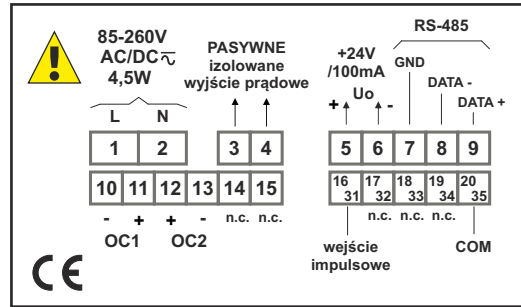 85-260V
AC/DC
4,5W
L N
PASYWNE
izolowane
wyjście prądowe
+24V
/100mA
+ Uo -
RS-485
GND
DATA -
DATA +
1 2 3 4 5 6 7 8 9
10 11 12 13 14 15 16 31 17 32 18 33 19 34 20 35
- + + - n.c. n.c. n.c. n.c. n.c.
OC1 OC2
wejście
impulsowe
COM
CE